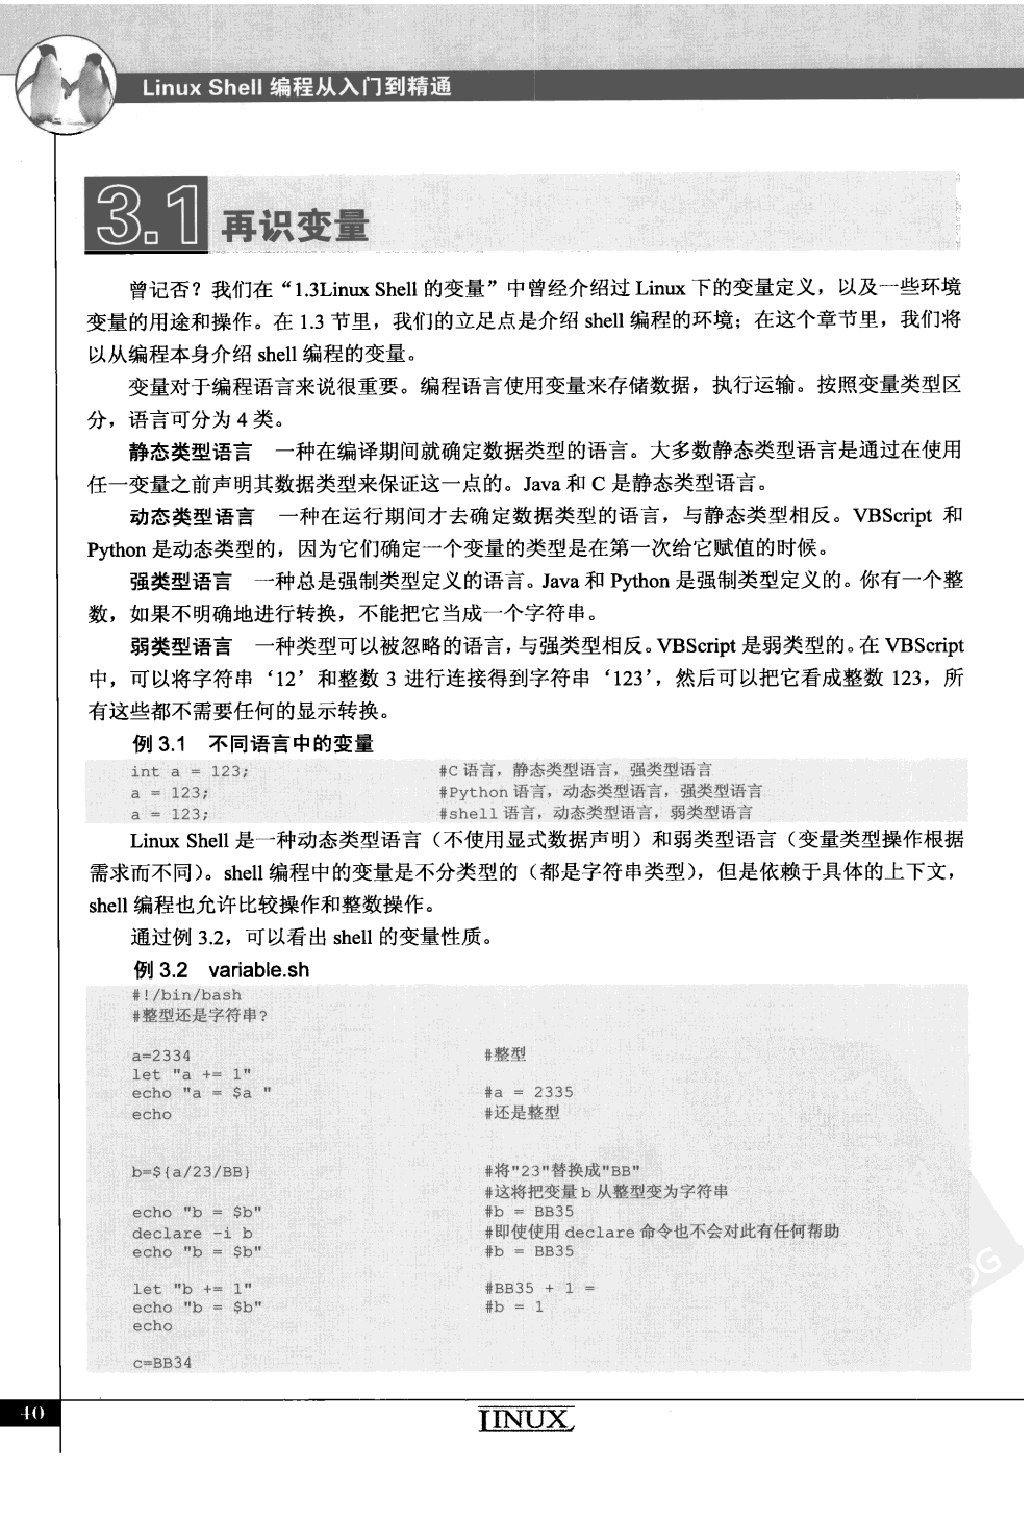 Linux Shell 编程从入门到精通
3.1 再识变量
曾记否？我们在“1.3Linux Shell 的变量”中曾经介绍过 Linux 下的变量定义，以及一些环境
变量的用途和操作。在 1.3 节里，我们的立足点是介绍 shell 编程的环境；在这个章节里，我们将
以从编程本身介绍 shell 编程的变量。
变量对于编程语言来说很重要。编程语言使用变量来存储数据，执行运输。按照变量类型区
分，语言可分为 4 类。
静态类型语言 一种在编译期间就确定数据类型的语言。大多数静态类型语言是通过在使用
任一变量之前声明其数据类型来保证这一点的。Java 和 C 是静态类型语言。
动态类型语言 一种在运行期间才去确定数据类型的语言，与静态类型相反。VBScript 和
Python 是动态类型的，因为它们确定一个变量的类型是在第一次给它赋值的时候。
强类型语言 一种总是强制类型定义的语言。Java 和 Python 是强制类型定义的。你有一个整
数，如果不明确地进行转换，不能把它当成一个字符串。
弱类型语言 一种类型可以被忽略的语言，与强类型相反。VBScript 是弱类型的。在 VBScript
中，可以将字符串‘12’和整数 3 进行连接得到字符串‘123’，然后可以把它看成整数 123，所
有这些都不需要任何的显示转换。
例 3.1 不同语言中的变量
int a = 123; #C 语言，静态类型语言，强类型语言
a = 123; #Python 语言，动态类型语言，强类型语言
a = 123; #shell 语言，动态类型语言，弱类型语言
Linux Shell 是一种动态类型语言（不使用显式数据声明）和弱类型语言（变量类型操作根据
需求而不同）。shell 编程中的变量是不分类型的（都是字符串类型），但是依赖于具体的上下文，
shell 编程也允许比较操作和整数操作。
通过例 3.2，可以看出 shell 的变量性质。
例 3.2 variable.sh
#!/bin/bash
#整型还是字符串?
a=2334 #整型
let "a += 1"
echo "a = $a " #a = 2335
echo #还是整型
b=${a/23/BB} #将"23"替换成"BB"
#这将把变量 b 从整型变为字符串
echo "b = $b" #b = BB35
declare -i b #即使使用 declare 命令也不会对此有任何帮助
echo "b = $b" #b = BB35
let "b += 1" #BB35 + 1 =
echo "b = $b" #b = 1
echo
c=BB34
40
LINUX